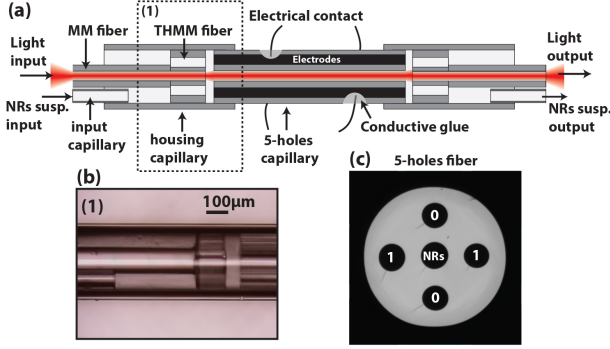 (a)
(1)
MM fiber
THMM fiber
Electrical contact
Light
input
Electrodes
Light
output
NRs susp.
input
input
capillary
housing
capillary
5-holes
capillary
Conductive glue
NRs susp.
output
(b)
(1)
100μm
(c)
5-holes fiber
0
1
NRs
1
0